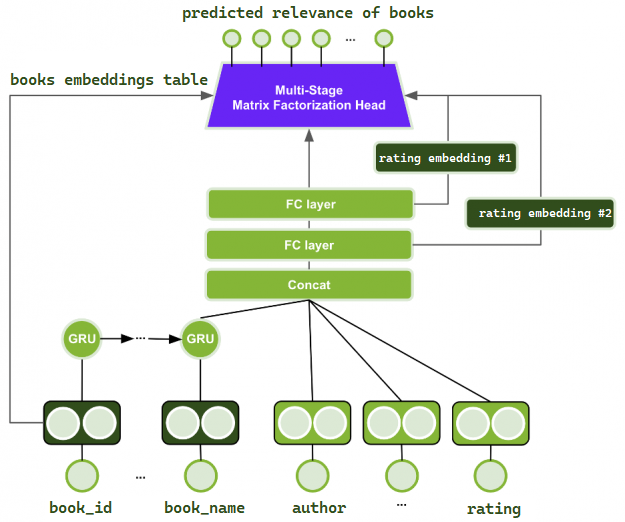 predicted relevance of books
...
books embeddings table
Multi-Stage
Matrix Factorization Head
rating embedding #1
FC layer
rating embedding #2
FC layer
Concat
GRU
...
GRU
...
...
book_id
book_name
author
rating